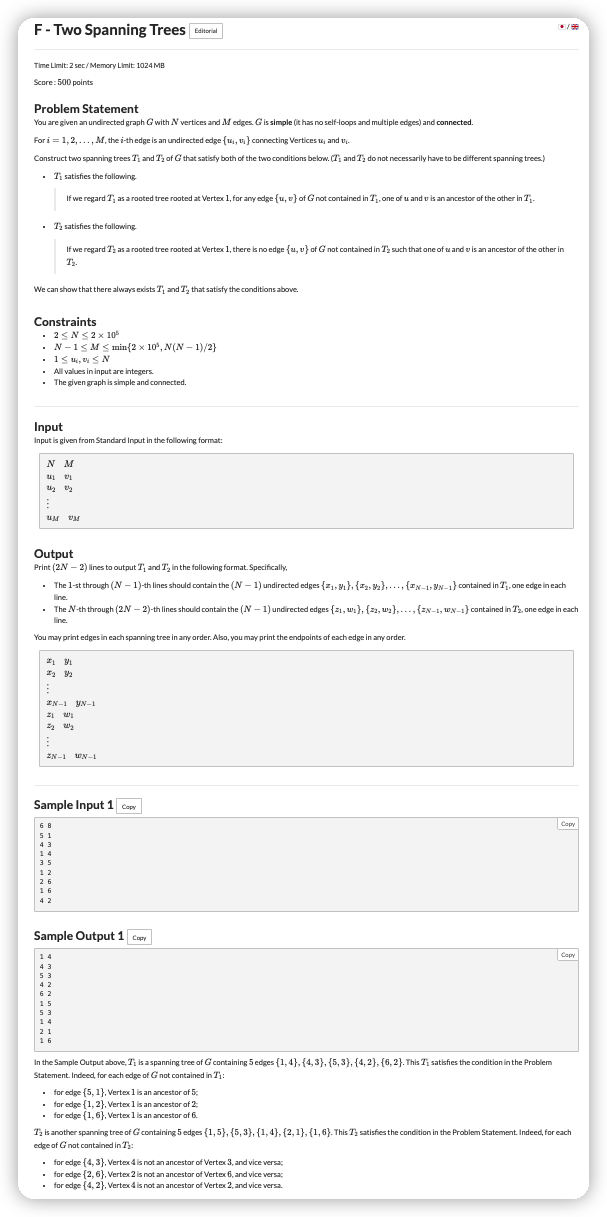 F - Two Spanning Trees Editorial
/
Time Limit: 2 sec / Memory Limit: 1024 MB
Score : 500 points
Problem Statement
You are given an undirected graph G with N vertices and M edges. G is simple (it has no self-loops and multiple edges) and connected.
For i = 1, 2, . . . , M, the i-th edge is an undirected edge {u_i, v_i} connecting Vertices u_i and v_i.
Construct two spanning trees T_1 and T_2 of G that satisfy both of the two conditions below. (T_1 and T_2 do not necessarily have to be different spanning trees.)
• T_1 satisfies the following.
If we regard T_1 as a rooted tree rooted at Vertex 1, for any edge {u, v} of G not contained in T_1, one of u and v is an ancestor of the other in T_1.
• T_2 satisfies the following.
If we regard T_2 as a rooted tree rooted at Vertex 1, there is no edge {u, v} of G not contained in T_2 such that one of u and v is an ancestor of the other in
T_2.
We can show that there always exists T_1 and T_2 that satisfy the conditions above.
Constraints
• 2 ≤ N ≤ 2 × 10^5
• N − 1 ≤ M ≤ min{2 × 10^5, N(N − 1)/2}
• 1 ≤ u_i, v_i ≤ N
• All values in input are integers.
• The given graph is simple and connected.
Input
Input is given from Standard Input in the following format:
N M
u_1 v_1
u_2 v_2
⋮
u_M v_M
Output
Print (2N − 2) lines to output T_1 and T_2 in the following format. Specifically,
• The 1-st through (N − 1)-th lines should contain the (N − 1) undirected edges {x_1, y_1}, {x_2, y_2}, . . . , {x_{N−1}, y_{N−1}} contained in T_1, one edge in each
line.
• The N-th through (2N − 2)-th lines should contain the (N − 1) undirected edges {z_1, w_1}, {z_2, w_2}, . . . , {z_{N−1}, w_{N−1}} contained in T_2, one edge in each
line.
You may print edges in each spanning tree in any order. Also, you may print the endpoints of each edge in any order.
x_1 y_1
x_2 y_2
⋮
x_{N−1} y_{N−1}
z_1 w_1
z_2 w_2
⋮
z_{N−1} w_{N−1}
Sample Input 1 Copy
Copy
6 8
5 1
4 3
1 4
3 5
1 2
2 6
1 6
4 2
Sample Output 1 Copy
Copy
1 4
4 3
5 3
4 2
6 2
1 5
5 3
1 4
2 1
1 6
In the Sample Output above, T_1 is a spanning tree of G containing 5 edges {1, 4}, {4, 3}, {5, 3}, {4, 2}, {6, 2}. This T_1 satisfies the condition in the Problem
Statement. Indeed, for each edge of G not contained in T_1:
• for edge {5, 1}, Vertex 1 is an ancestor of 5;
• for edge {1, 2}, Vertex 1 is an ancestor of 2;
• for edge {1, 6}, Vertex 1 is an ancestor of 6.
T_2 is another spanning tree of G containing 5 edges {1, 5}, {5, 3}, {1, 4}, {2, 1}, {1, 6}. This T_2 satisfies the condition in the Problem Statement. Indeed, for each
edge of G not contained in T_2:
• for edge {4, 3}, Vertex 4 is not an ancestor of Vertex 3, and vice versa;
• for edge {2, 6}, Vertex 2 is not an ancestor of Vertex 6, and vice versa;
• for edge {4, 2}, Vertex 4 is not an ancestor of Vertex 2, and vice versa.